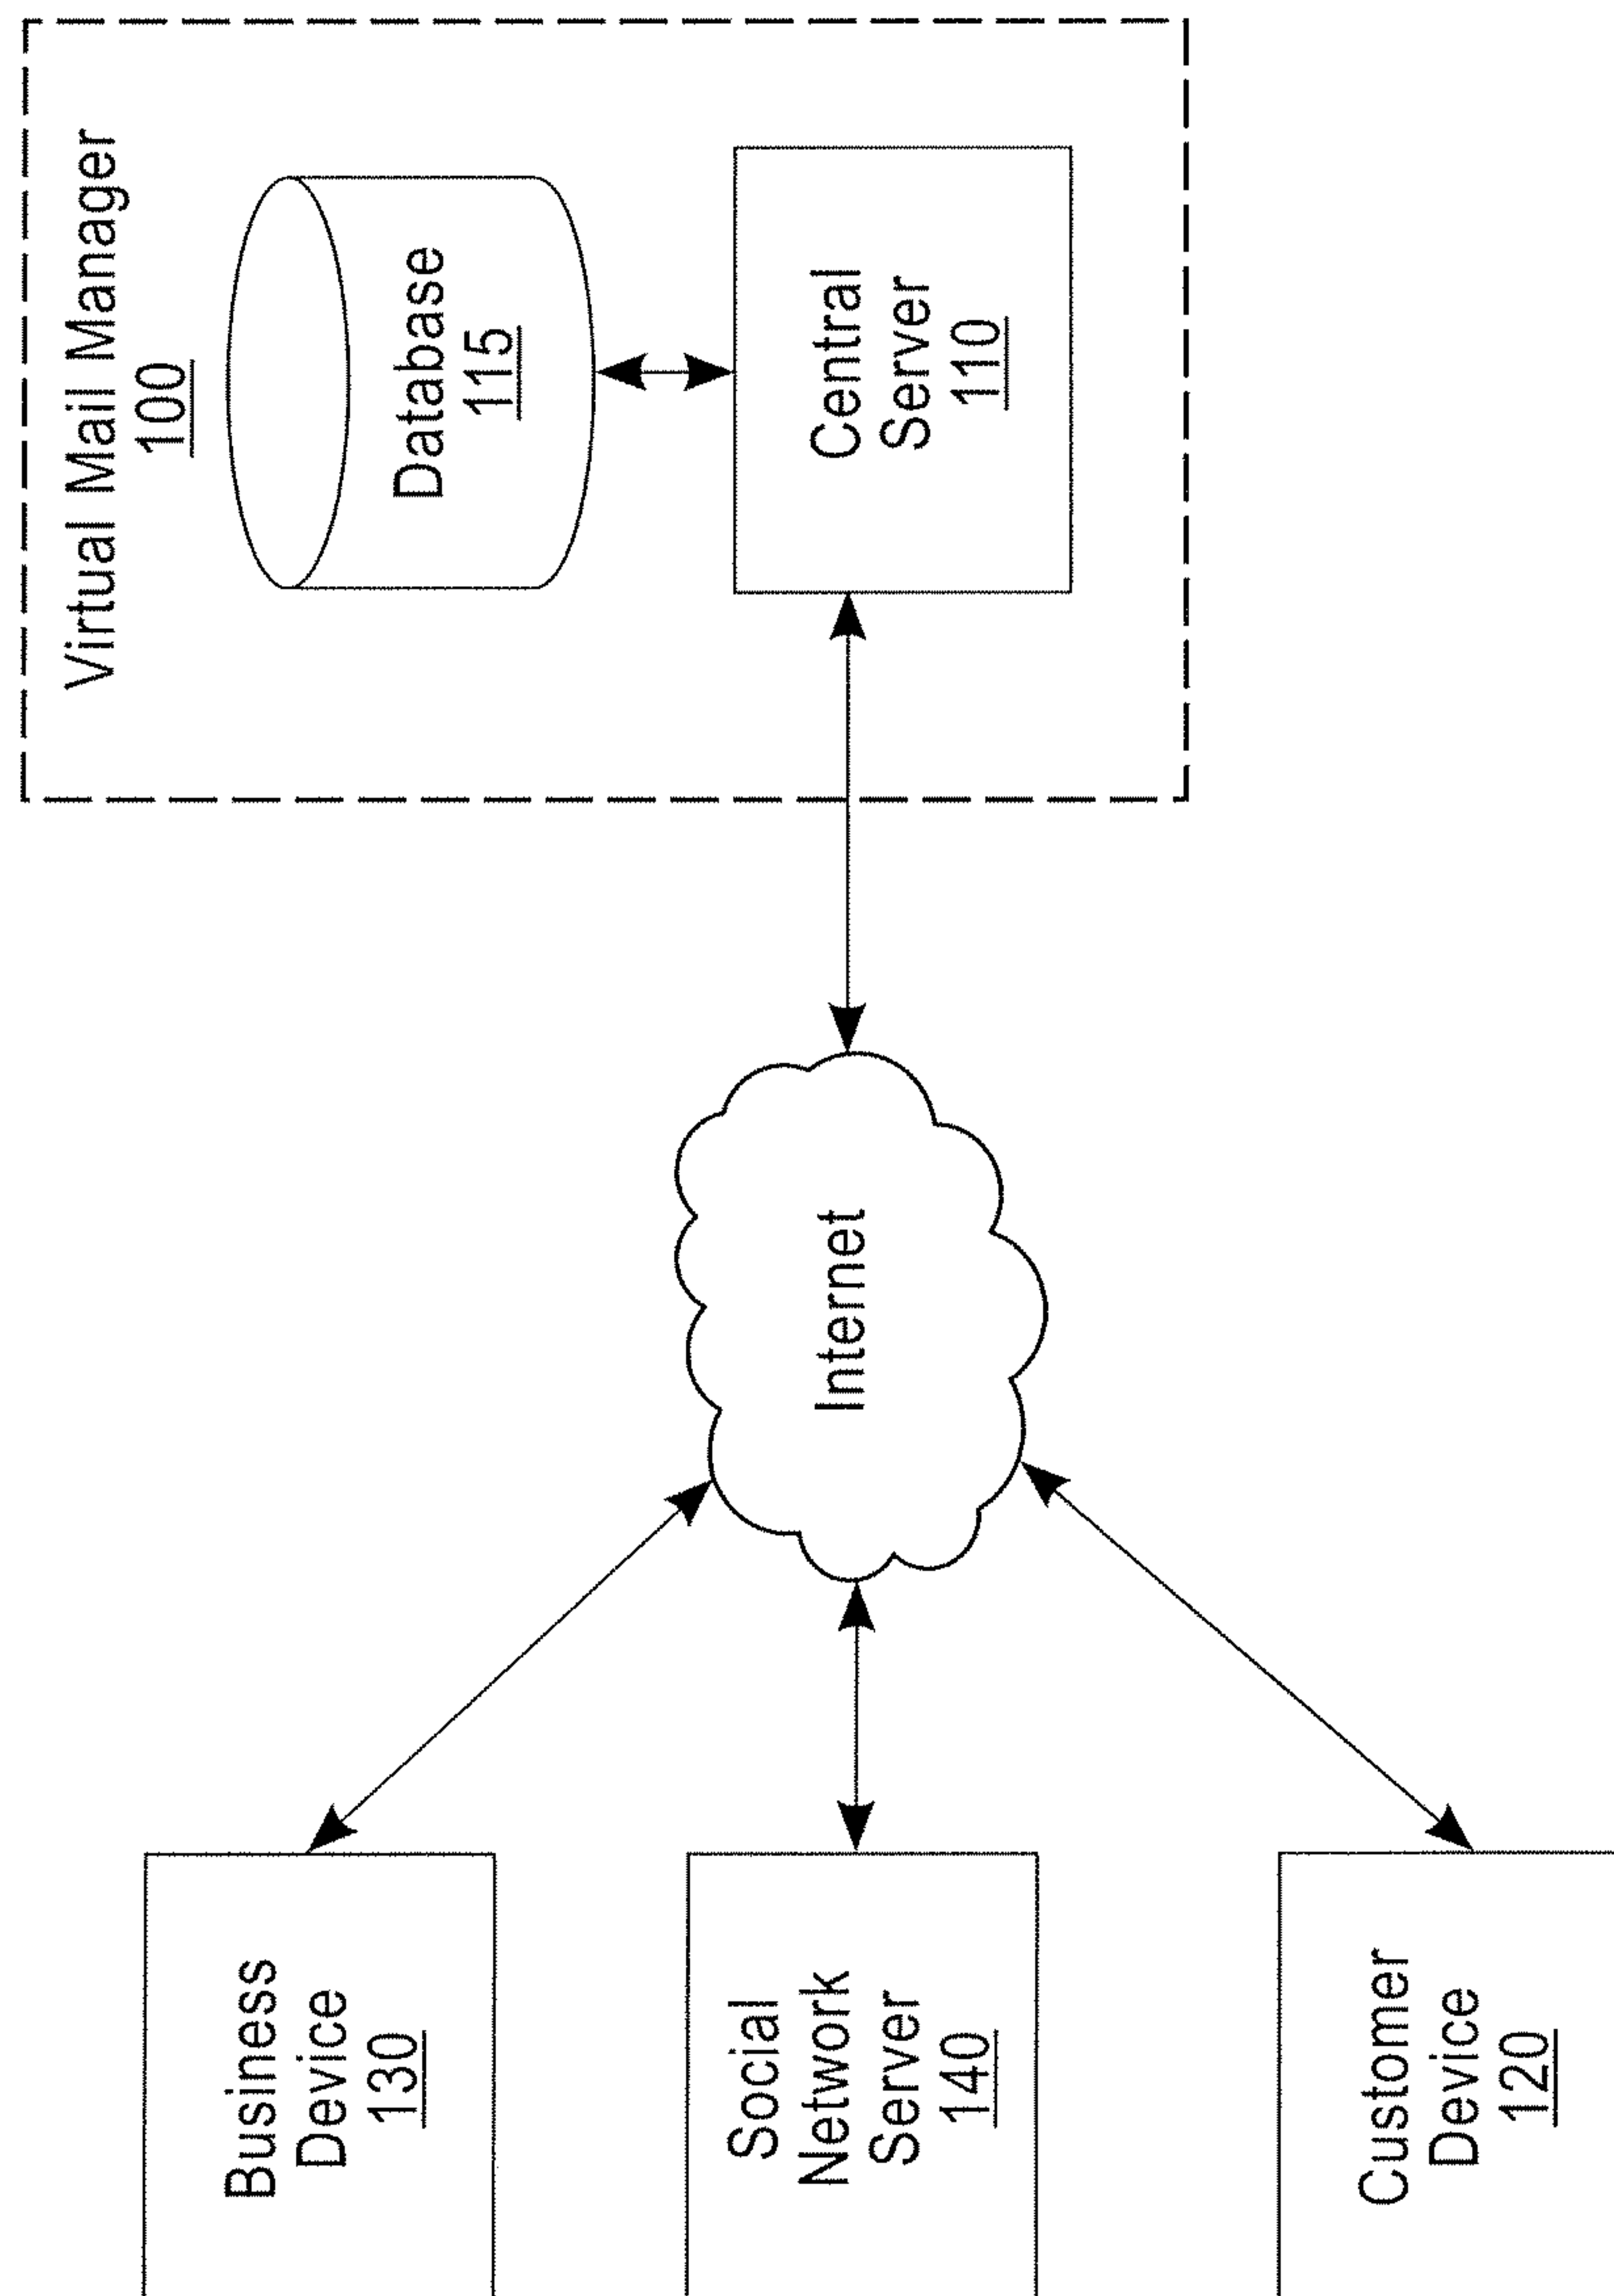 Virtual Mail Manager
100
Database
115
Central
Server
110
Internet
Business
Device
130
Social
Network
Server
140
Customer
Device
120